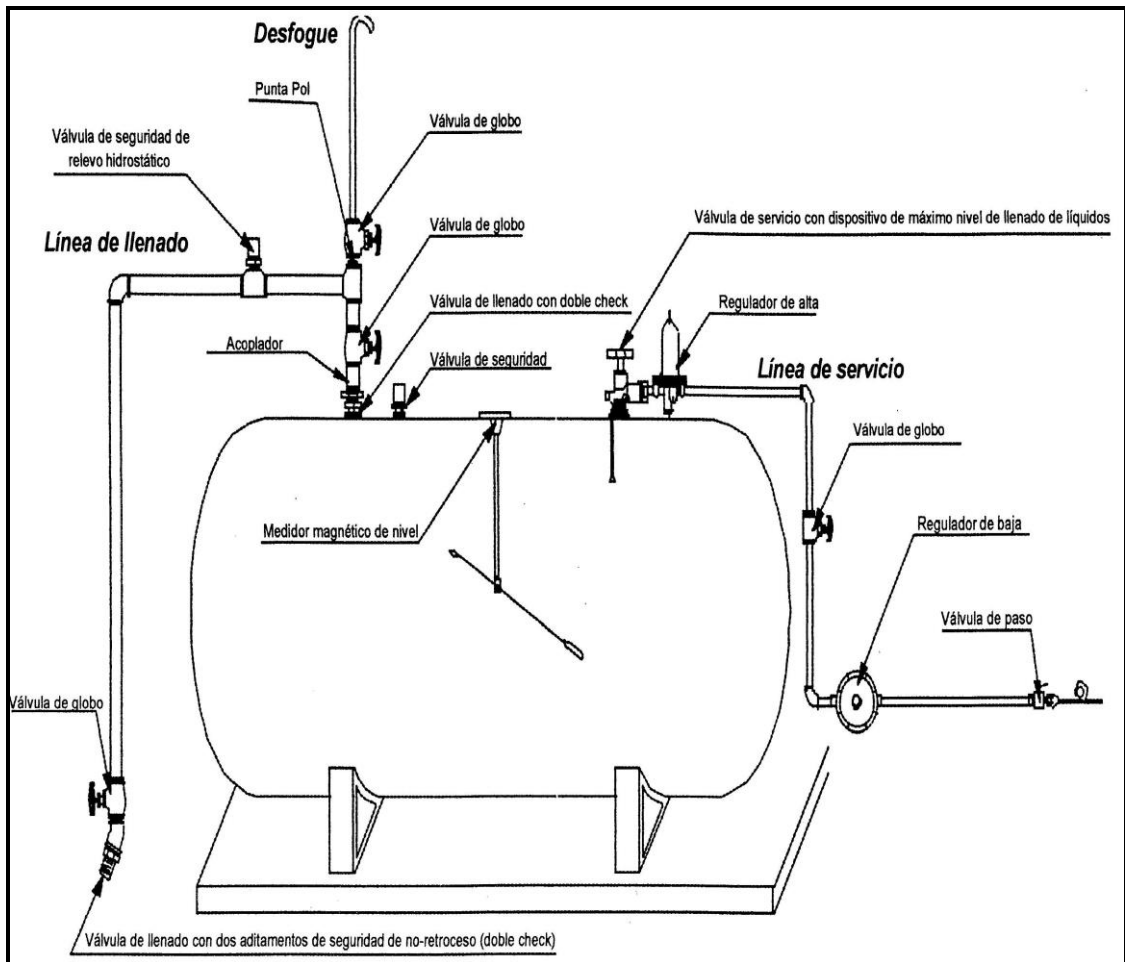 Desfogue
Punta Pol
Válvula de globo
Válvula de seguridad de
relevo hidrostático
Válvula de servicio con dispositivo de máximo nivel de llenado de líquidos
Válvula de globo
Línea de llenado
Válvula de llenado con doble check
Regulador de alta
Acoplador
Válvula de seguridad
Línea de servicio
Válvula de globo
Medidor magnético de nivel
Regulador de baja
Válvula de paso
Válvula de globo
Válvula de llenado con dos aditamentos de seguridad de no-retroceso (doble check)